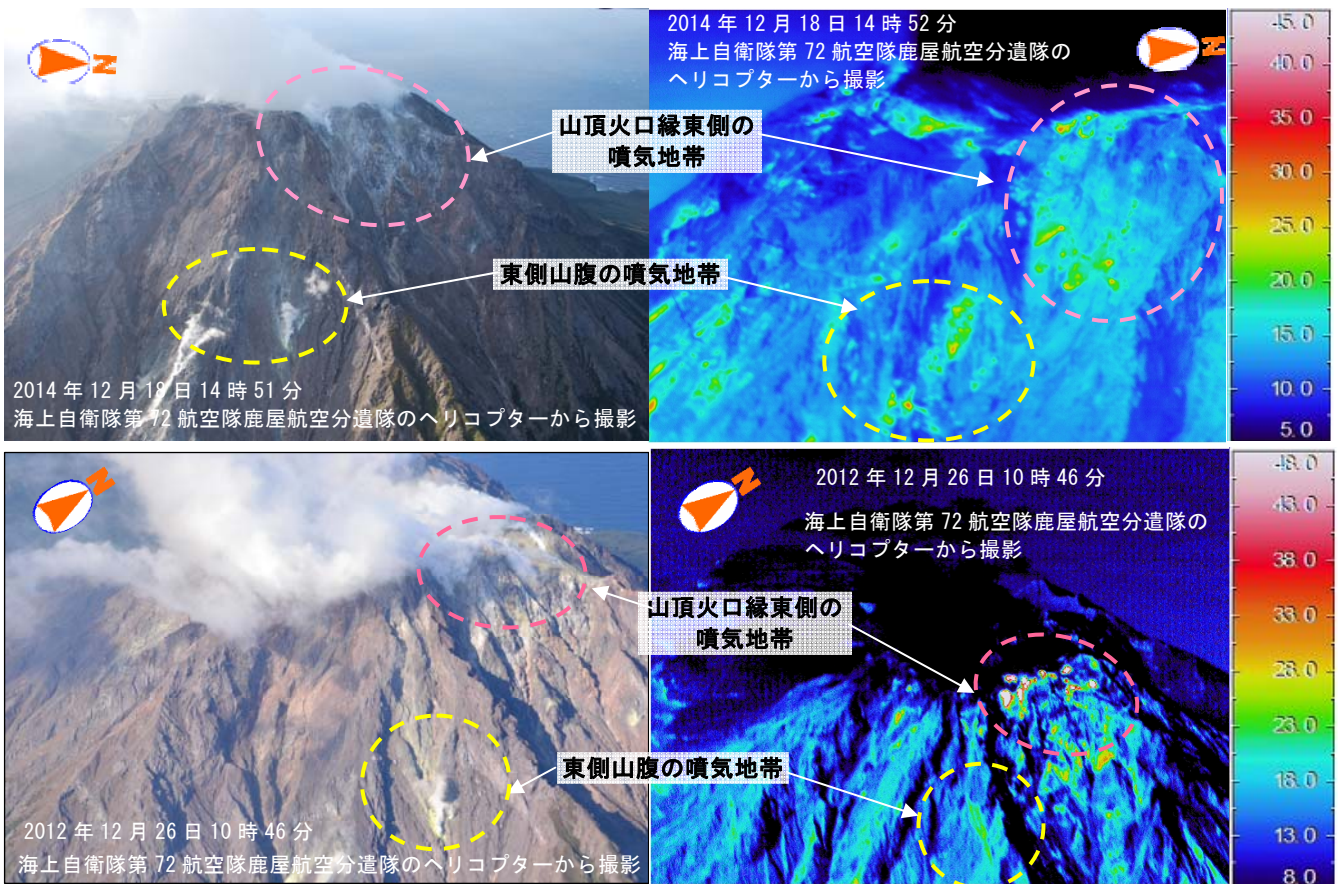 N
2014年12月18日14時51分
海上自衛隊第72航空隊鹿屋航空分遣隊のヘリコプターから撮影
2014年12月18日14時52分
海上自衛隊第72航空隊鹿屋航空分遣隊の
ヘリコプターから撮影
N
山頂火口縁東側の
噴気地帯
東側山腹の噴気地帯
45.0
40.0
35.0
30.0
25.0
20.0
15.0
10.0
5.0
N
2012年12月26日10時46分
海上自衛隊第72航空隊鹿屋航空分遣隊のヘリコプターから撮影
N
2012年12月26日10時46分
海上自衛隊第72航空隊鹿屋航空分遣隊の
ヘリコプターから撮影
山頂火口縁東側の
噴気地帯
東側山腹の噴気地帯
48.0
43.0
38.0
33.0
28.0
23.0
18.0
13.0
8.0